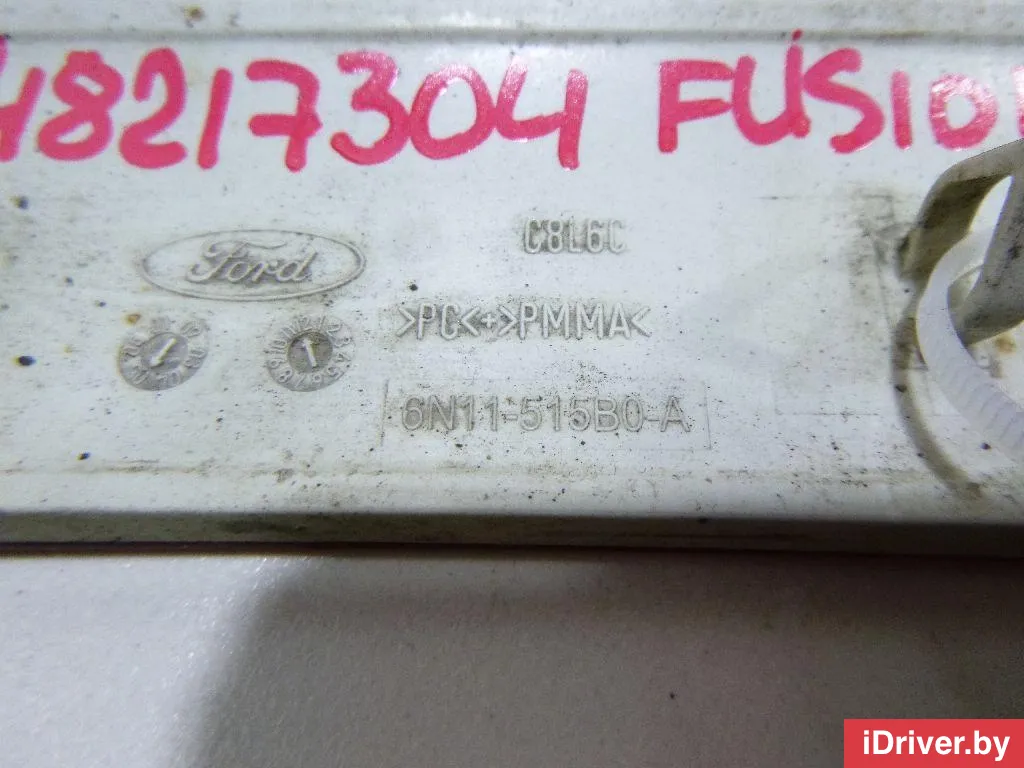 48217304 FUSION
Ford
C8L6C
>PC<+>PMMA<
6N11-515B0-A
iDriver.by